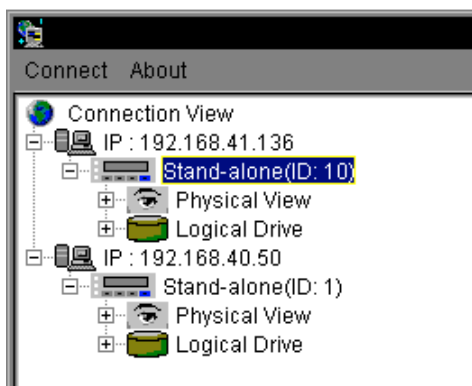 Connect About
Connection View
IP : 192.168.41.136
Stand-alone(ID: 10)
Physical View
Logical Drive
IP : 192.168.40.50
Stand-alone(ID: 1)
Physical View
Logical Drive